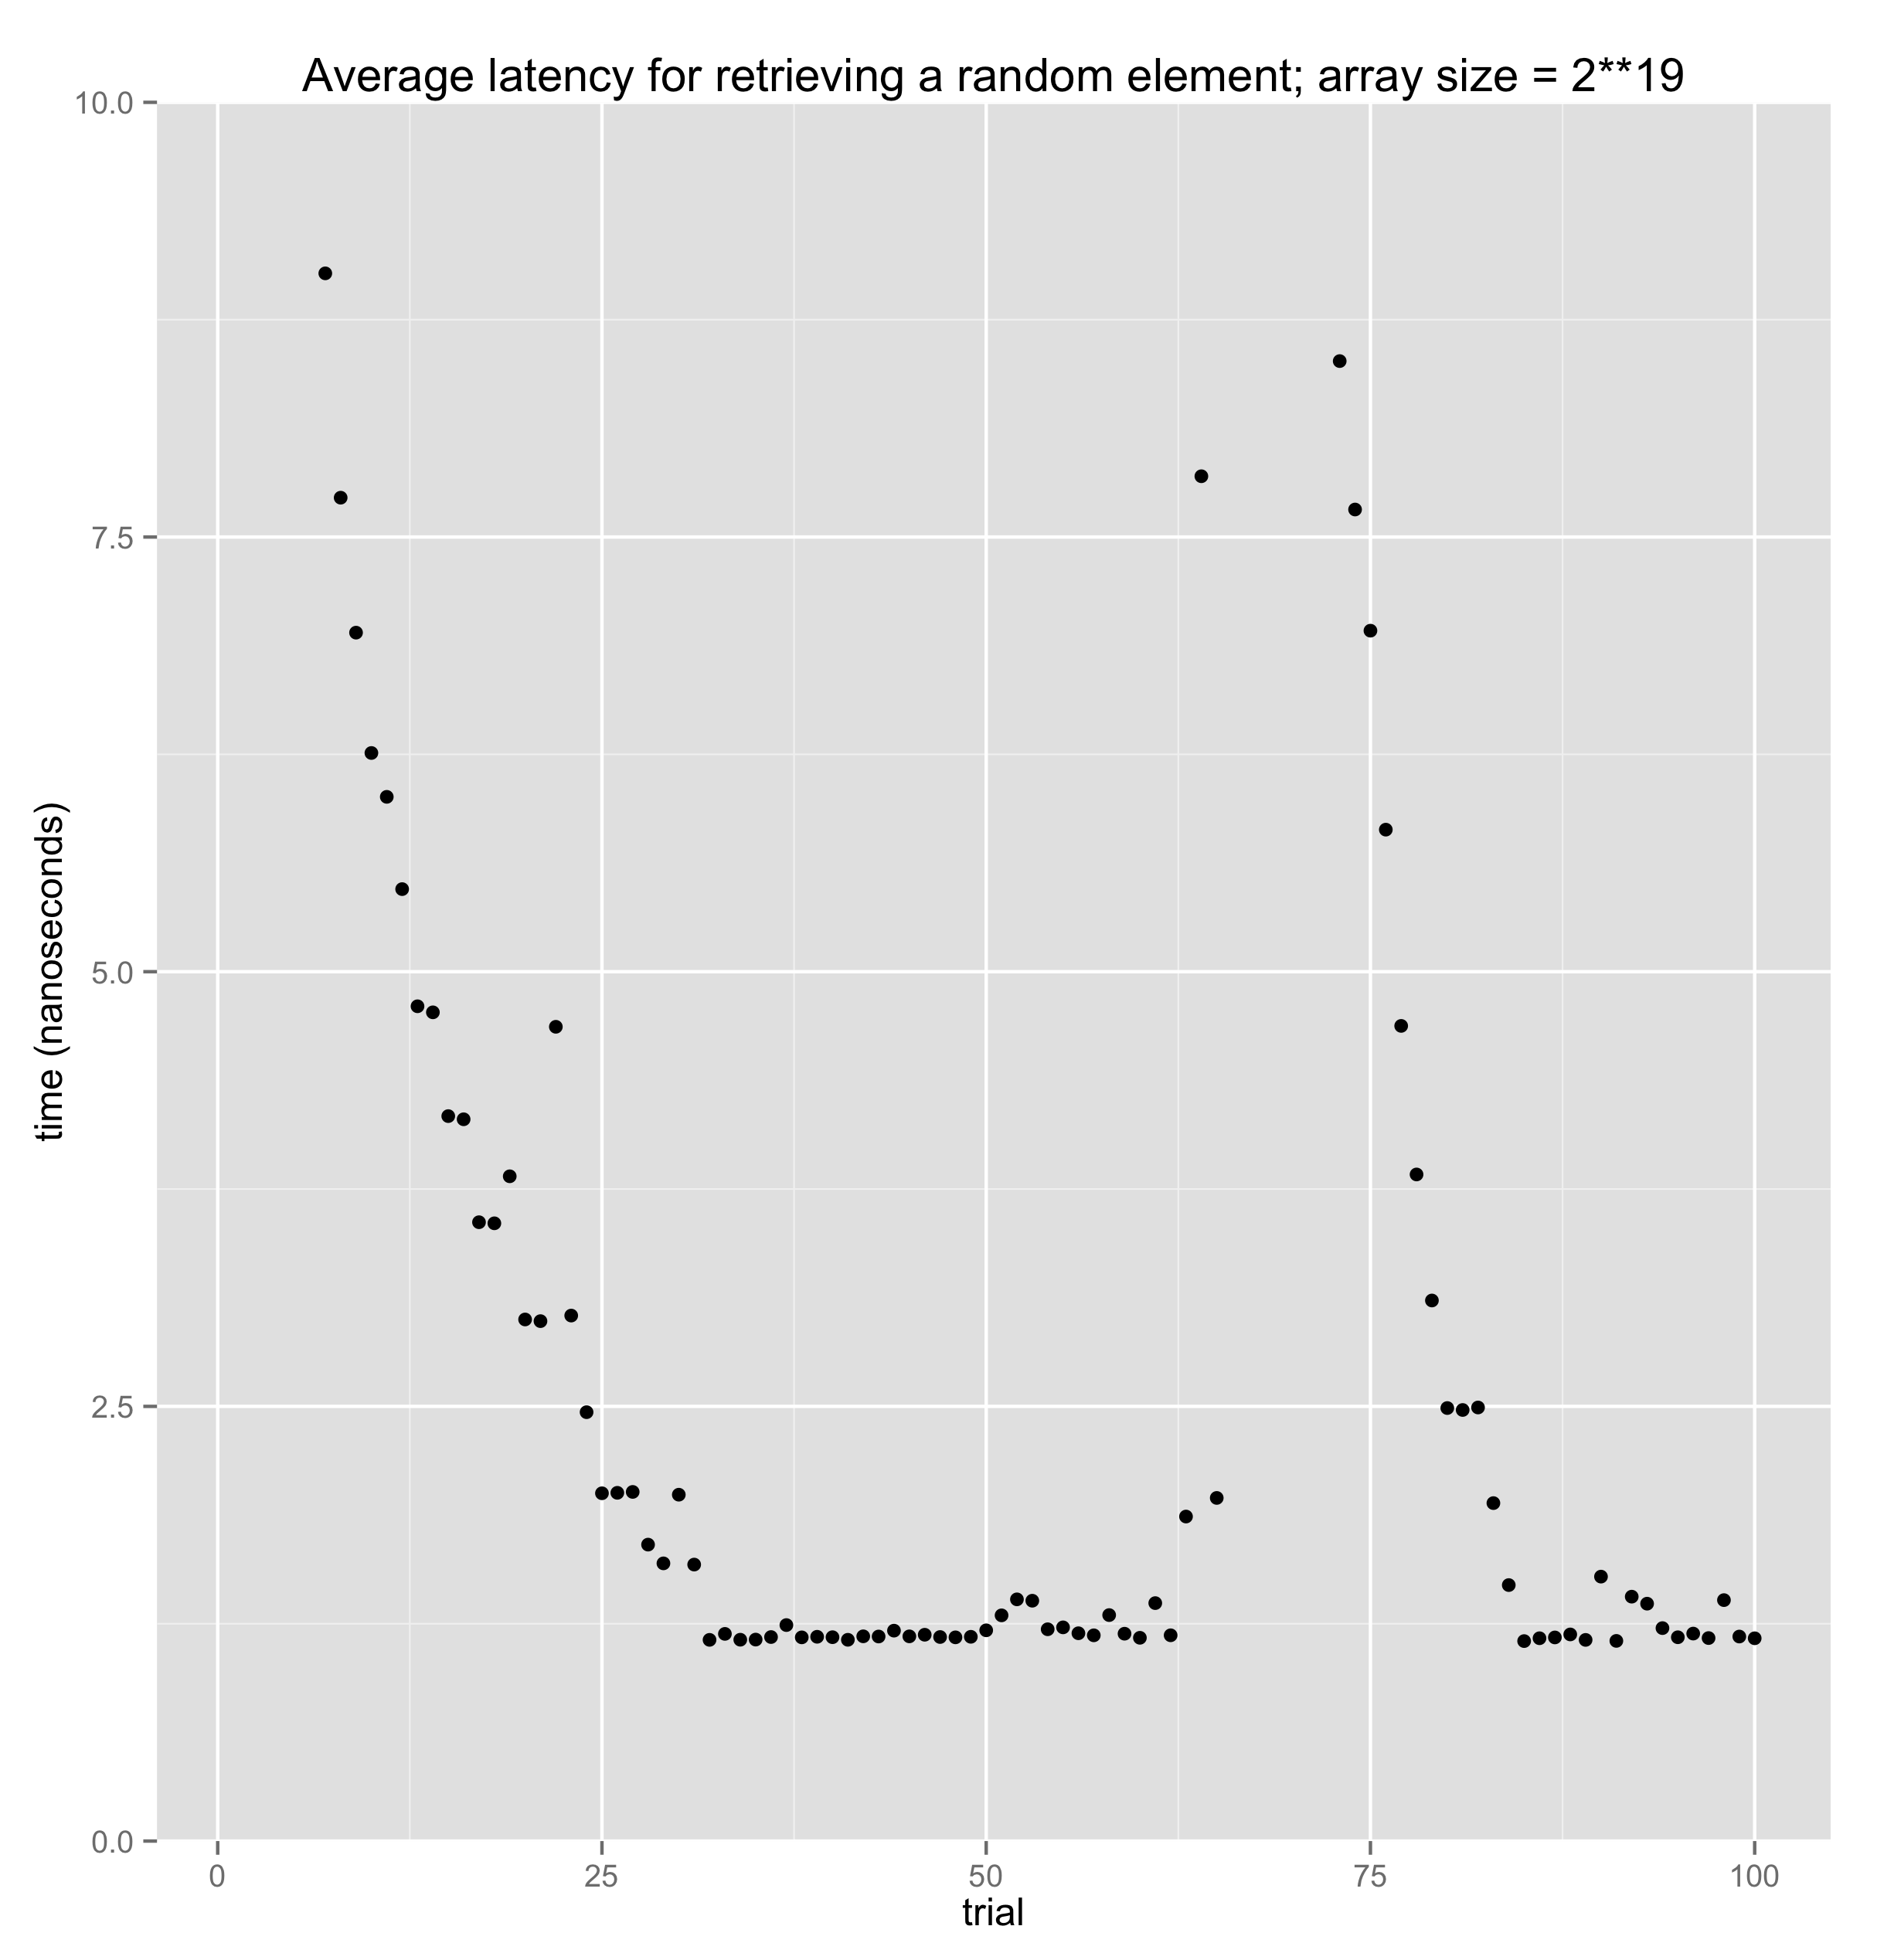 Average latency for retrieving a random element; array size = 2**19
10.0
7.5
5.0
2.5
0.0
time (nanoseconds)
0 25 50 75 100
trial